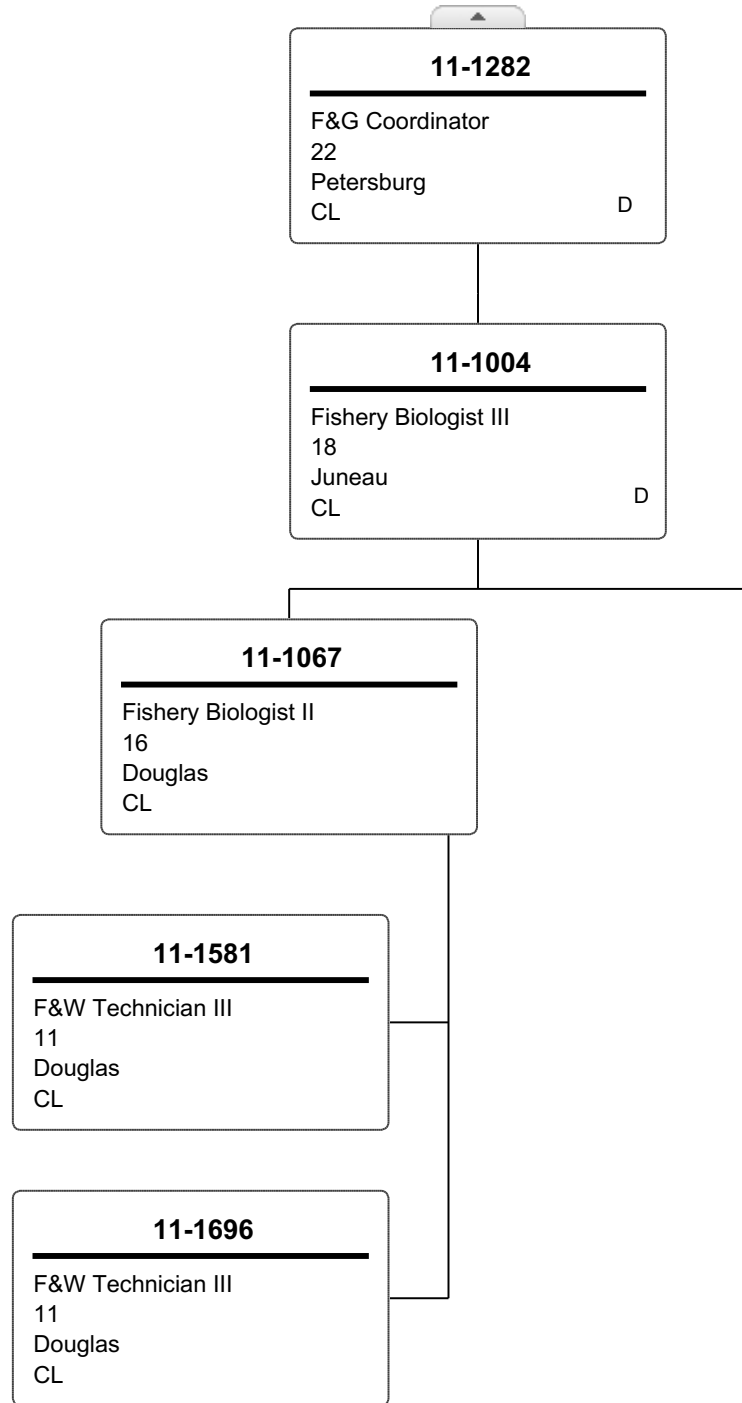 11-1282
F&G Coordinator
22
Petersburg
CL D
11-1004
Fishery Biologist III
18
Juneau
CL D
11-1067
Fishery Biologist II
16
Douglas
CL
11-1581
F&W Technician III
11
Douglas
CL
11-1696
F&W Technician III
11
Douglas
CL